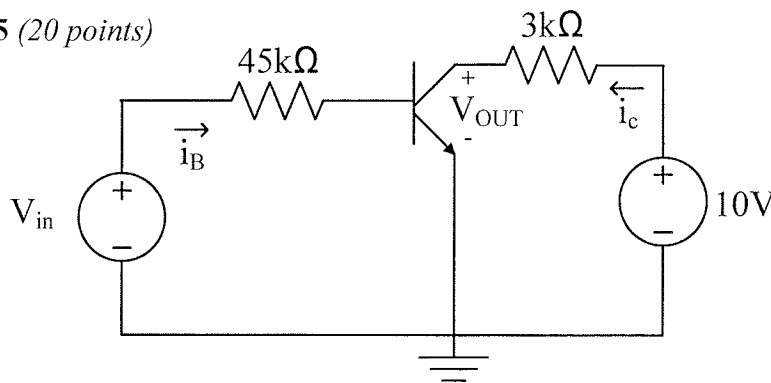 5 (20 points)
45kΩ
3kΩ
+
V_OUT
-
i_B
i_c
V_in
+
−
+
−
10V